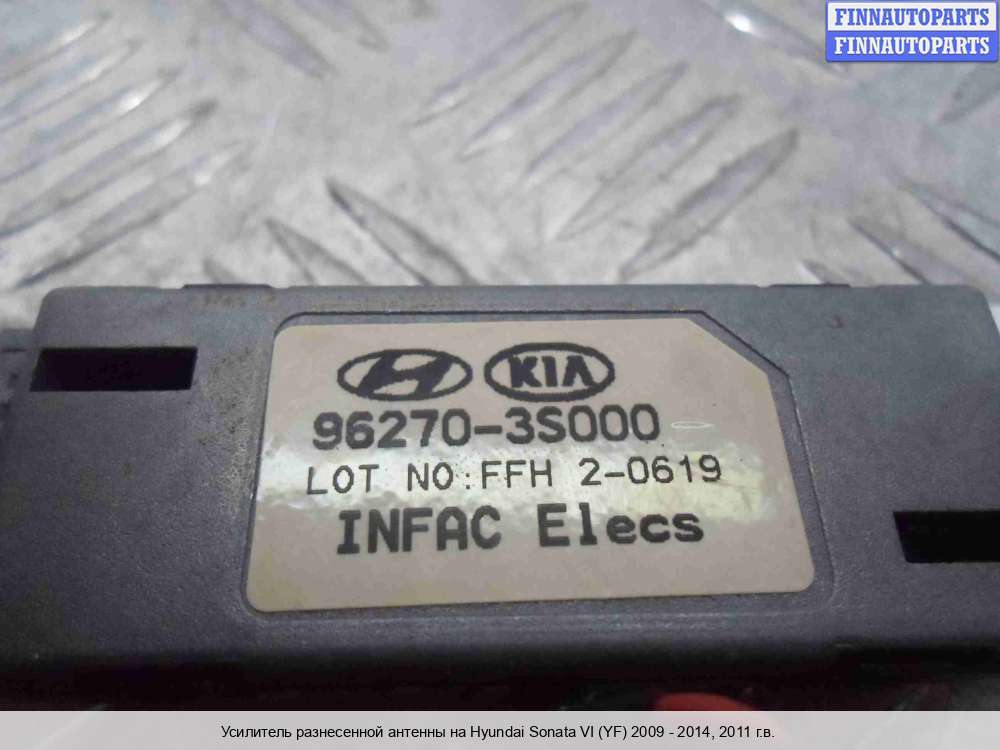 FINNAUTOPARTS
FINNAUTOPARTS
KIA
96270-3S000
LOT NO:FFH 2-0619
INFAC Elecs
Усилитель разнесенной антенны на Hyundai Sonata VI (YF) 2009 - 2014, 2011 г.в.